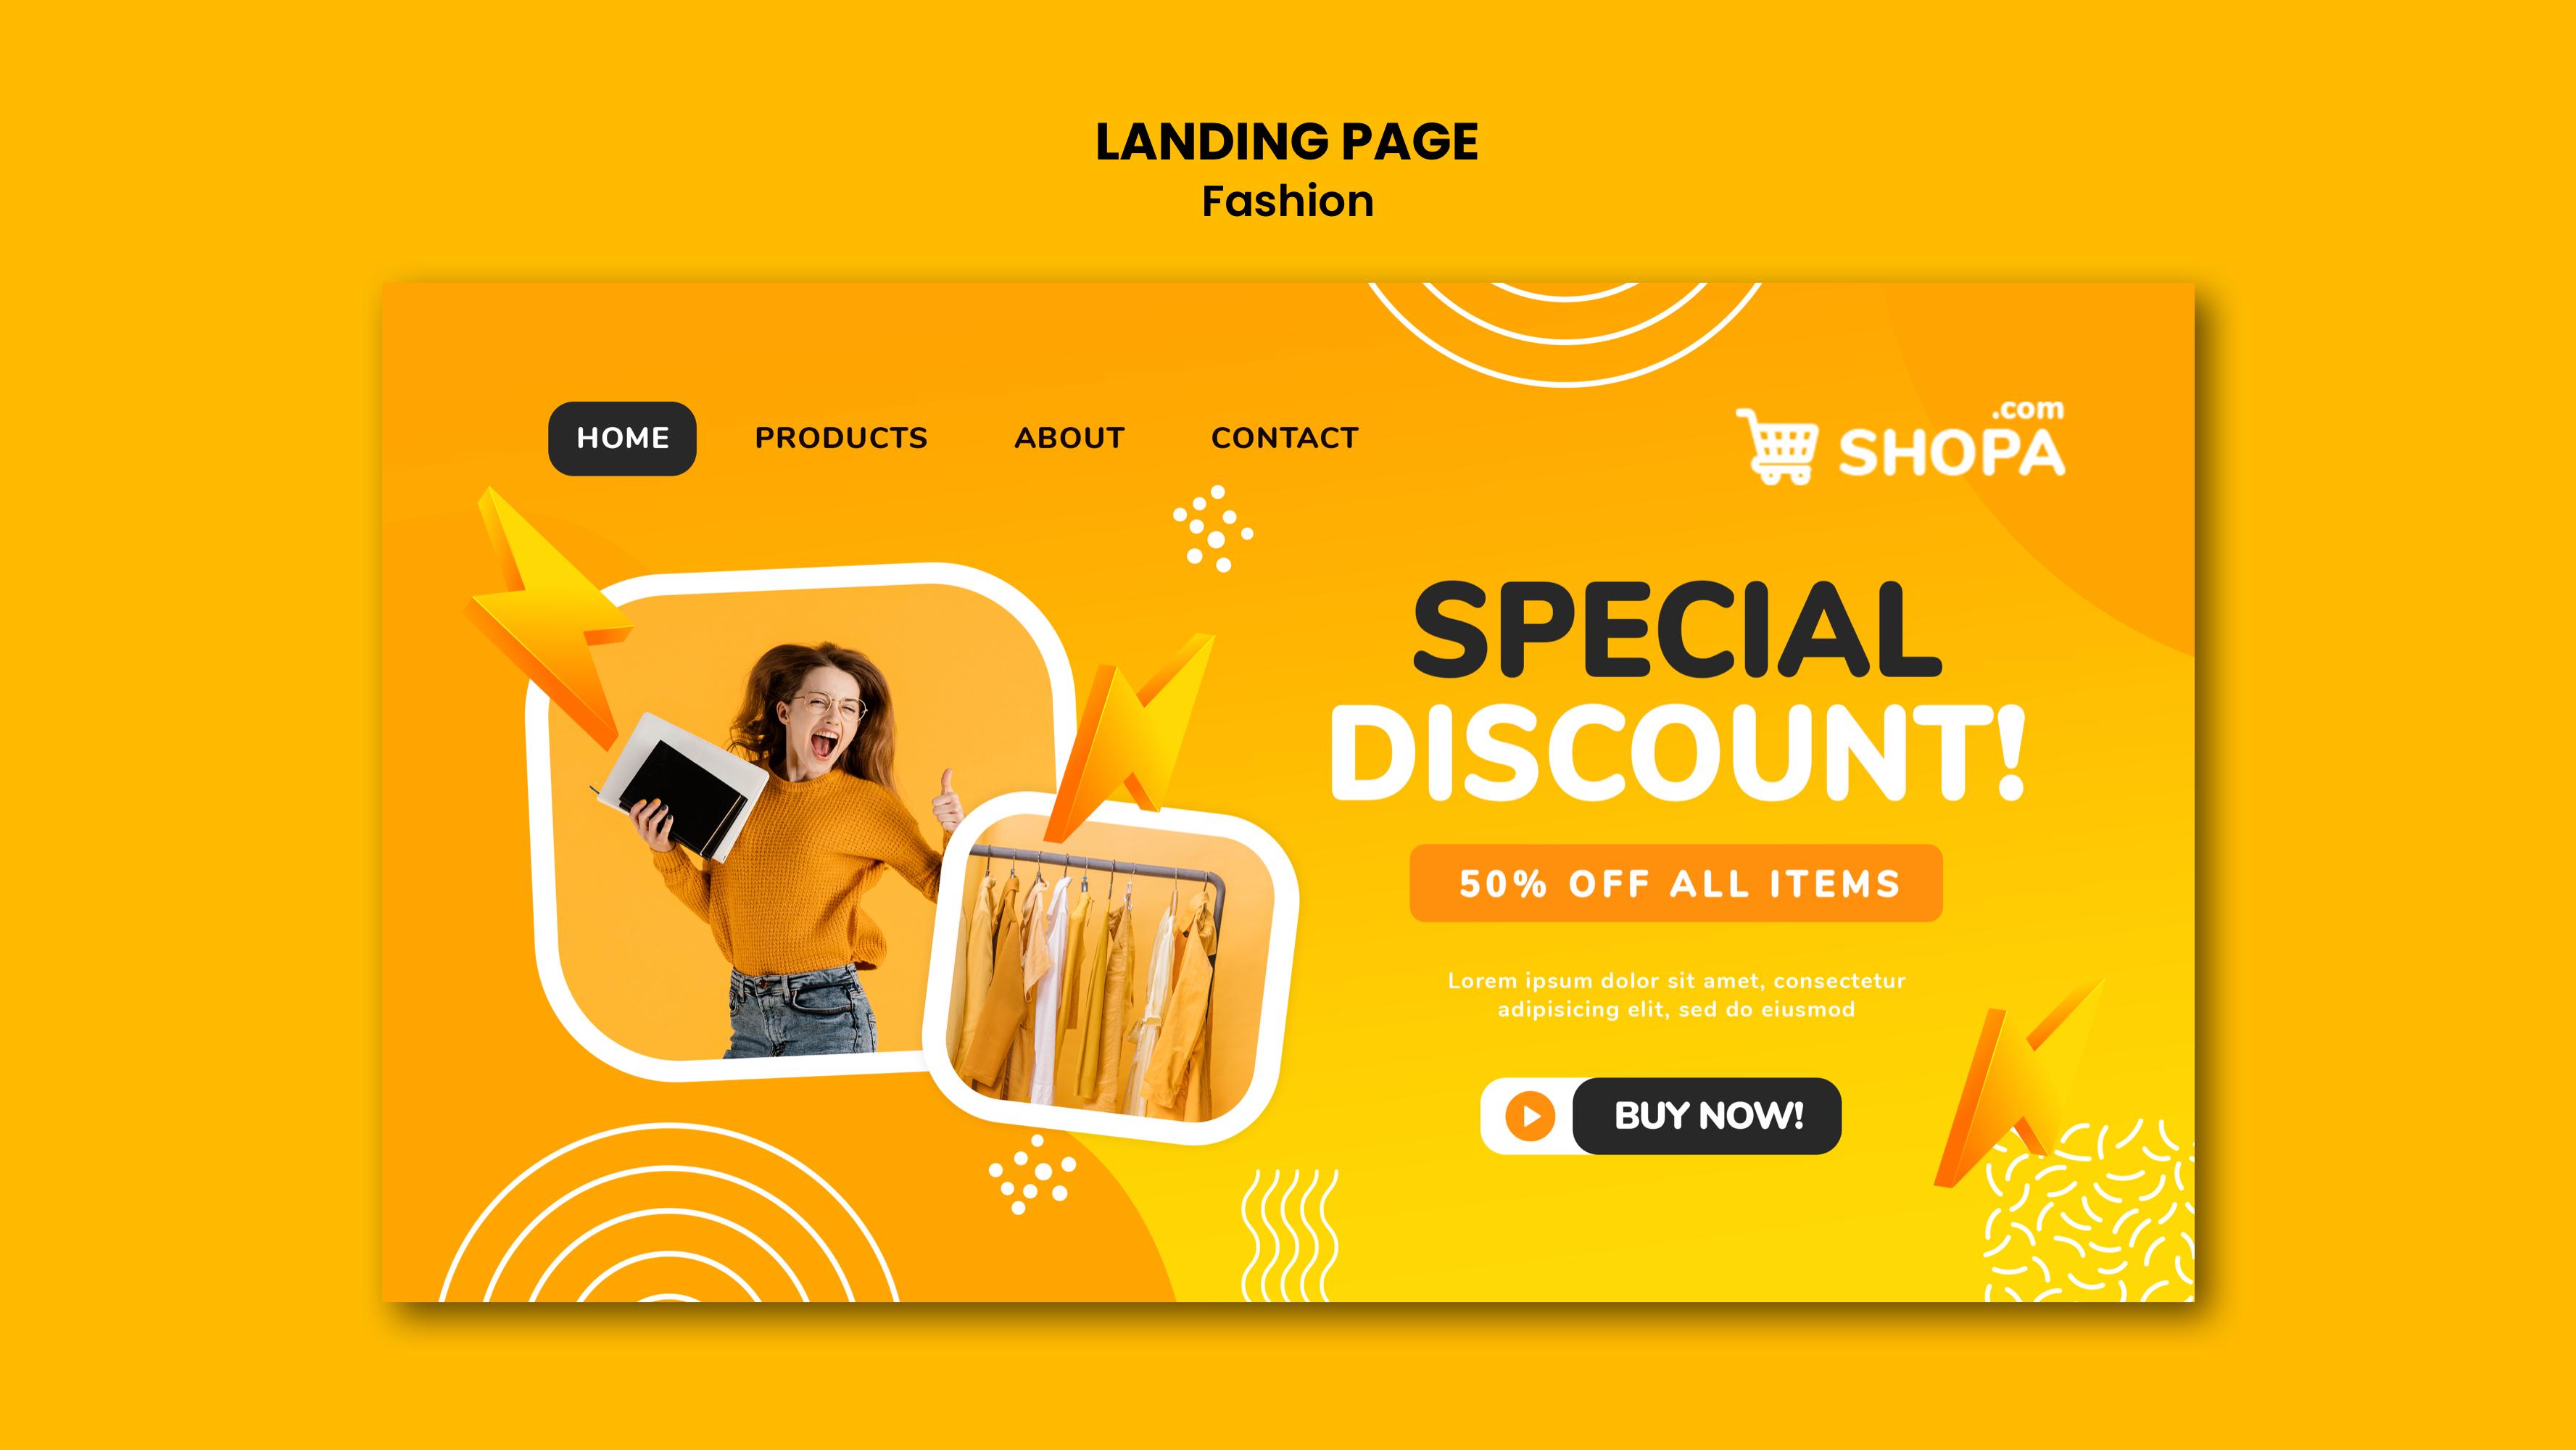 LANDING PAGE
Fashion
HOME PRODUCTS ABOUT CONTACT
.com
SHOPA
SPECIAL
DISCOUNT!
50% OFF ALL ITEMS
Lorem ipsum dolor sit amet, consectetur
adipisicing elit, sed do eiusmod
BUY NOW!